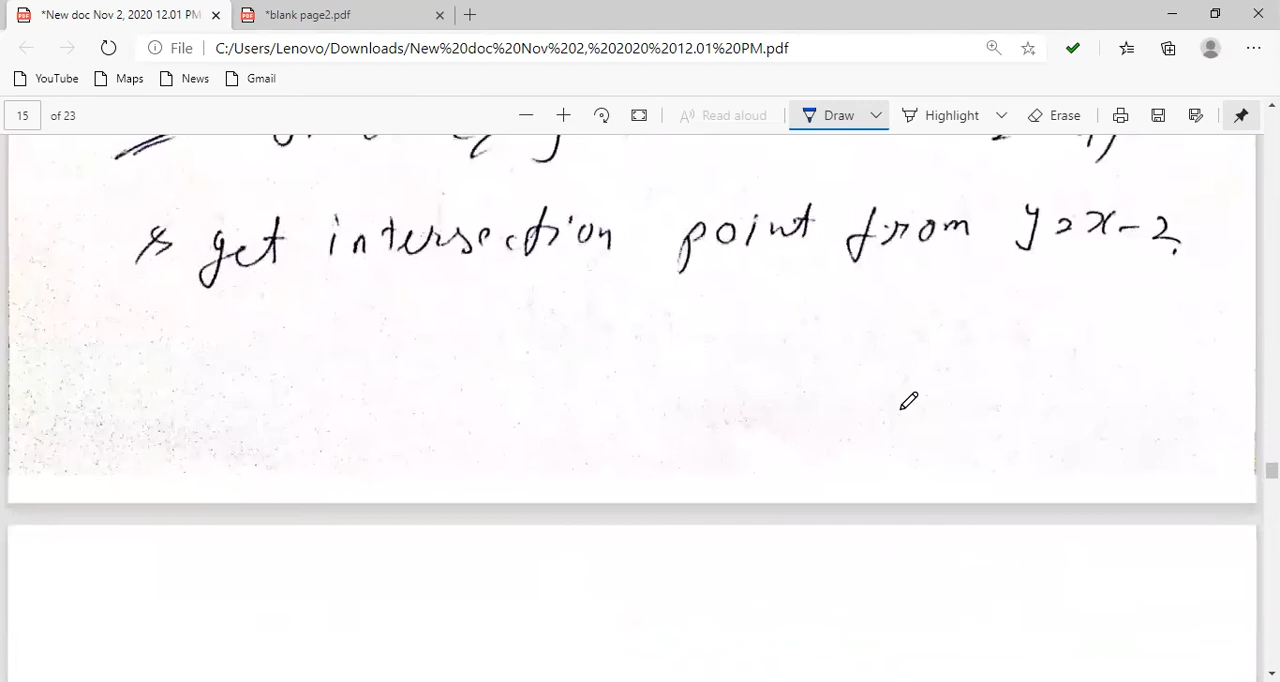 *New doc Nov 2, 2020 12.01 PM
*blank page2.pdf
File
C:/Users/Lenovo/Downloads/New%20doc%20Nov%202,%202020%2012.01%20PM.pdf
YouTube Maps News Gmail
15 of 23 Read aloud Draw Highlight Erase
* get intersection point from y=x-2.